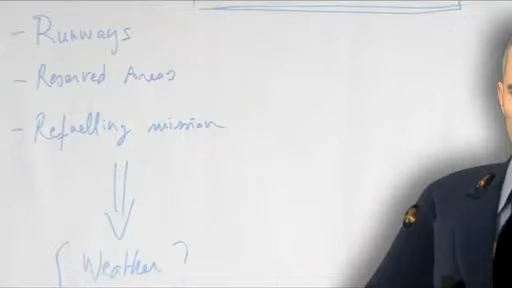 - Runways
- Reserved Areas
- Refuelling mission
{ Weather ?